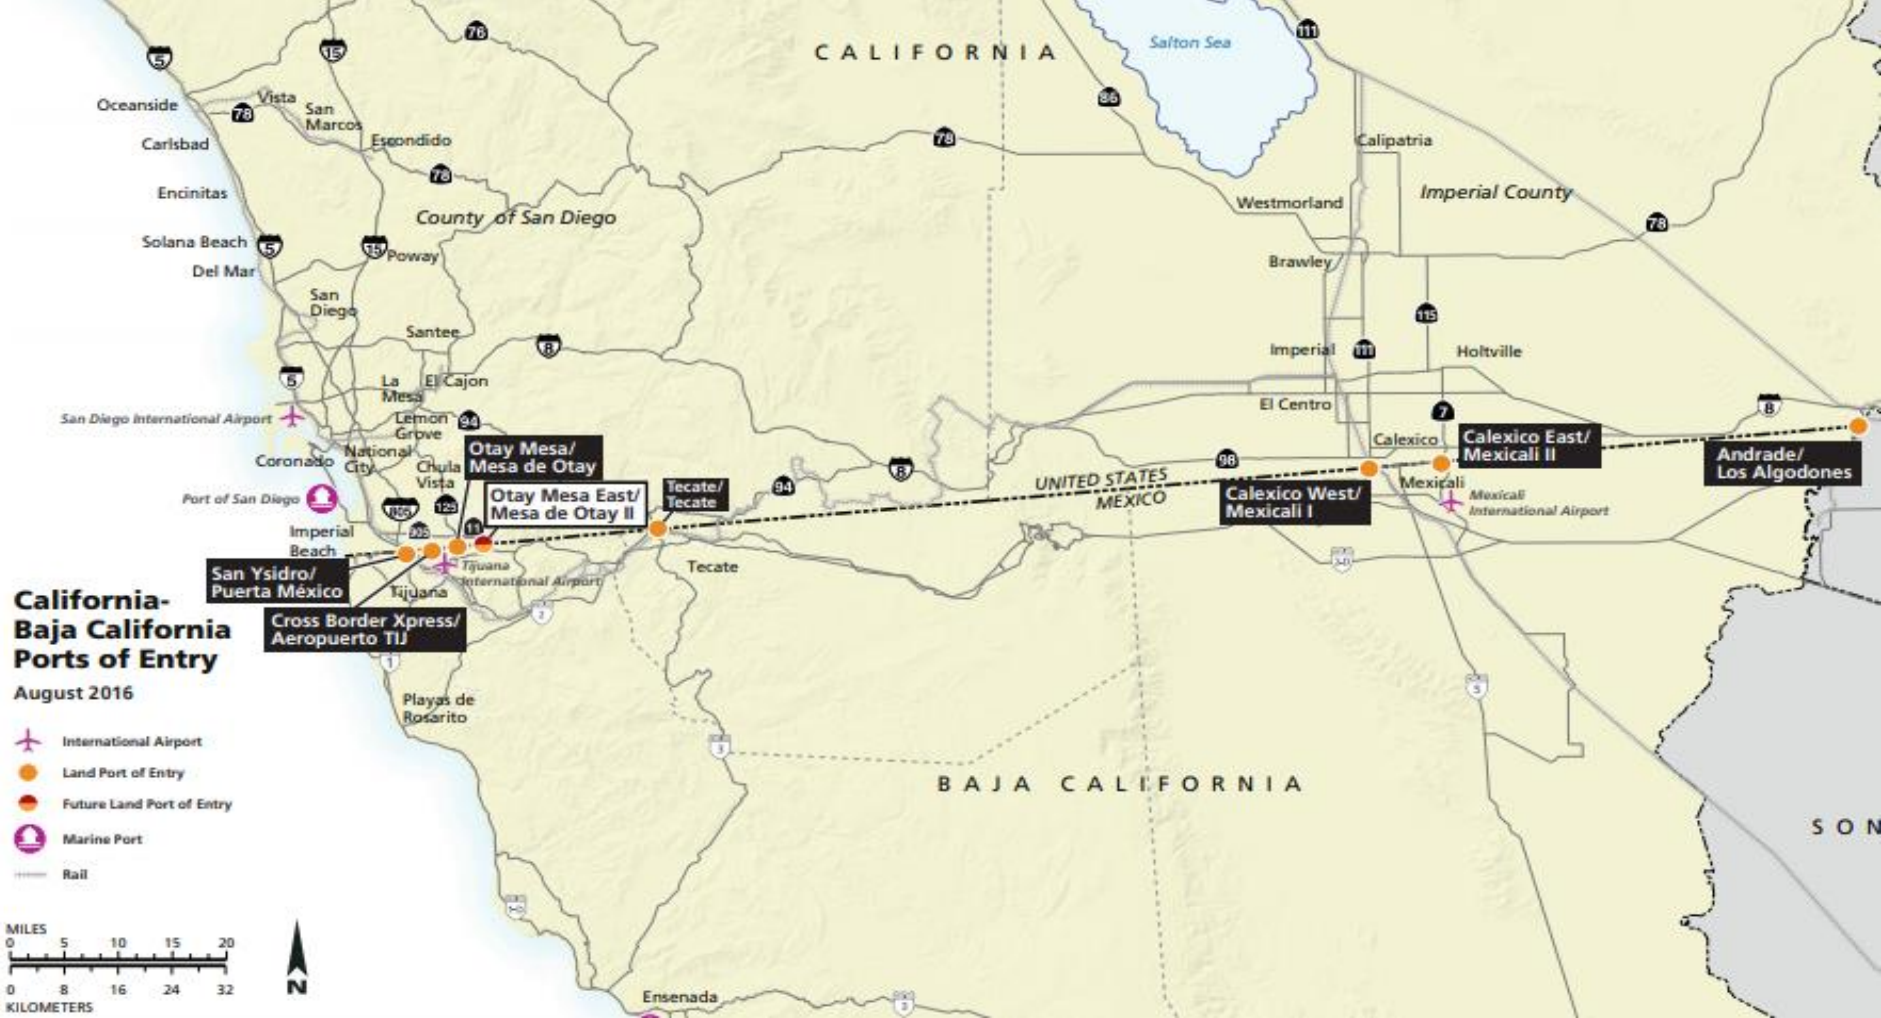 CALIFORNIA
Salton Sea
111
5
15
76
86
Oceanside
Vista
78
San
Marcos
Carlsbad
Escondido
78
78
Calipatria
Encinitas
County of San Diego
Westmorland
Imperial County
78
Solana Beach
5
15
Poway
Del Mar
Brawley
San
Diego
Santee
8
115
Imperial
111
Holtville
5
La
Mesa
El Cajon
El Centro
7
8
San Diego International Airport
Lemon
Grove
94
Coronado
National
City
Chula
Vista
Otay Mesa/
Mesa de Otay
Calexico
Calexico East/
Mexicali II
Andrade/
Los Algodones
Port of San Diego
805
125
Otay Mesa East/
Mesa de Otay II
Tecate/
Tecate
94
8
UNITED STATES
MEXICO
98
Calexico West/
Mexicali I
Mexicali
Mexicali
International Airport
Imperial
Beach
905
11
San Ysidro/
Puerta México
Tijuana
International Airport
Tecate
Tijuana
2
Cross Border Xpress/
Aeropuerto TIJ
1
California-
Baja California
Ports of Entry
August 2016
Playas de
Rosarito
5
3
International Airport
Land Port of Entry
Future Land Port of Entry
Marine Port
Rail
BAJA CALIFORNIA
SON
MILES
0 5 10 15 20
0 8 16 24 32
KILOMETERS
N
Ensenada
3